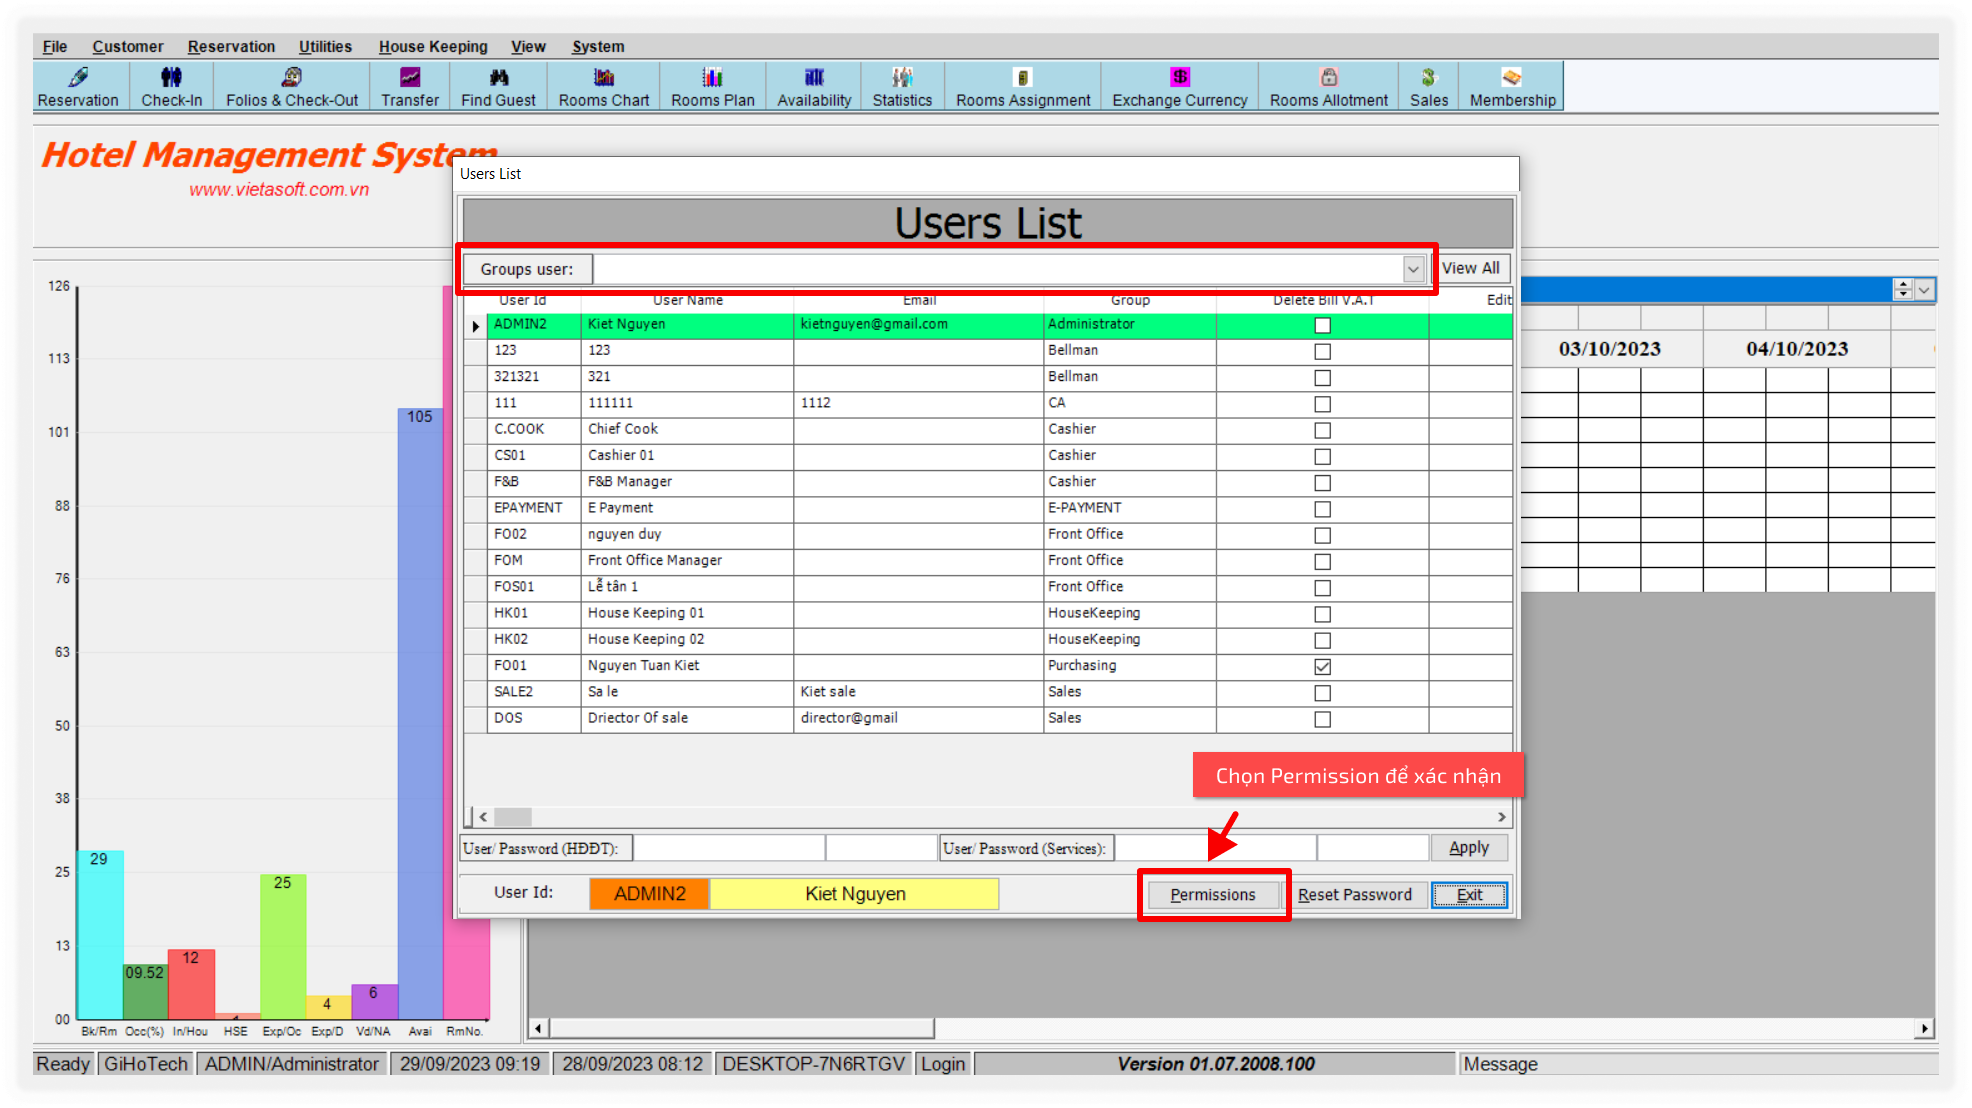 File Customer Reservation Utilities House Keeping View System
Reservation Check-In Folios & Check-Out Transfer Find Guest Rooms Chart Rooms Plan Availability Statistics Rooms Assignment Exchange Currency Rooms Allotment Sales Membership
Hotel Management System
www.vietasoft.com.vn
Users List
Users List
Groups user: View All
User Id User Name Email Group Delete Bill V.A.T Edit
ADMIN2 Kiet Nguyen kietnguyen@gmail.com Administrator
123 123 Bellman
321321 321 Bellman
111 111111 1112 CA
C.COOK Chief Cook Cashier
CS01 Cashier 01 Cashier
F&B F&B Manager Cashier
EPAYMENT E Payment E-PAYMENT
FO02 nguyen duy Front Office
FOM Front Office Manager Front Office
FOS01 Lễ tân 1 Front Office
HK01 House Keeping 01 HouseKeeping
HK02 House Keeping 02 HouseKeeping
FO01 Nguyen Tuan Kiet Purchasing
SALE2 Sa le Kiet sale Sales
DOS Driector Of sale director@gmail Sales
Chọn Permission để xác nhận
User/ Password (HĐĐT): User/ Password (Services): Apply
User Id: ADMIN2 Kiet Nguyen Permissions Reset Password Exit
03/10/2023 04/10/2023
126
113
101
88
76
63
50
38
25
13
00
29 09.52 12 25 4 6 105
Bk/Rm Occ(%) In/Hou HSE Exp/Oc Exp/D Vd/NA Avai RmNo.
Ready GiHoTech ADMIN/Administrator 29/09/2023 09:19 28/09/2023 08:12 DESKTOP-7N6RTGV Login Version 01.07.2008.100 Message